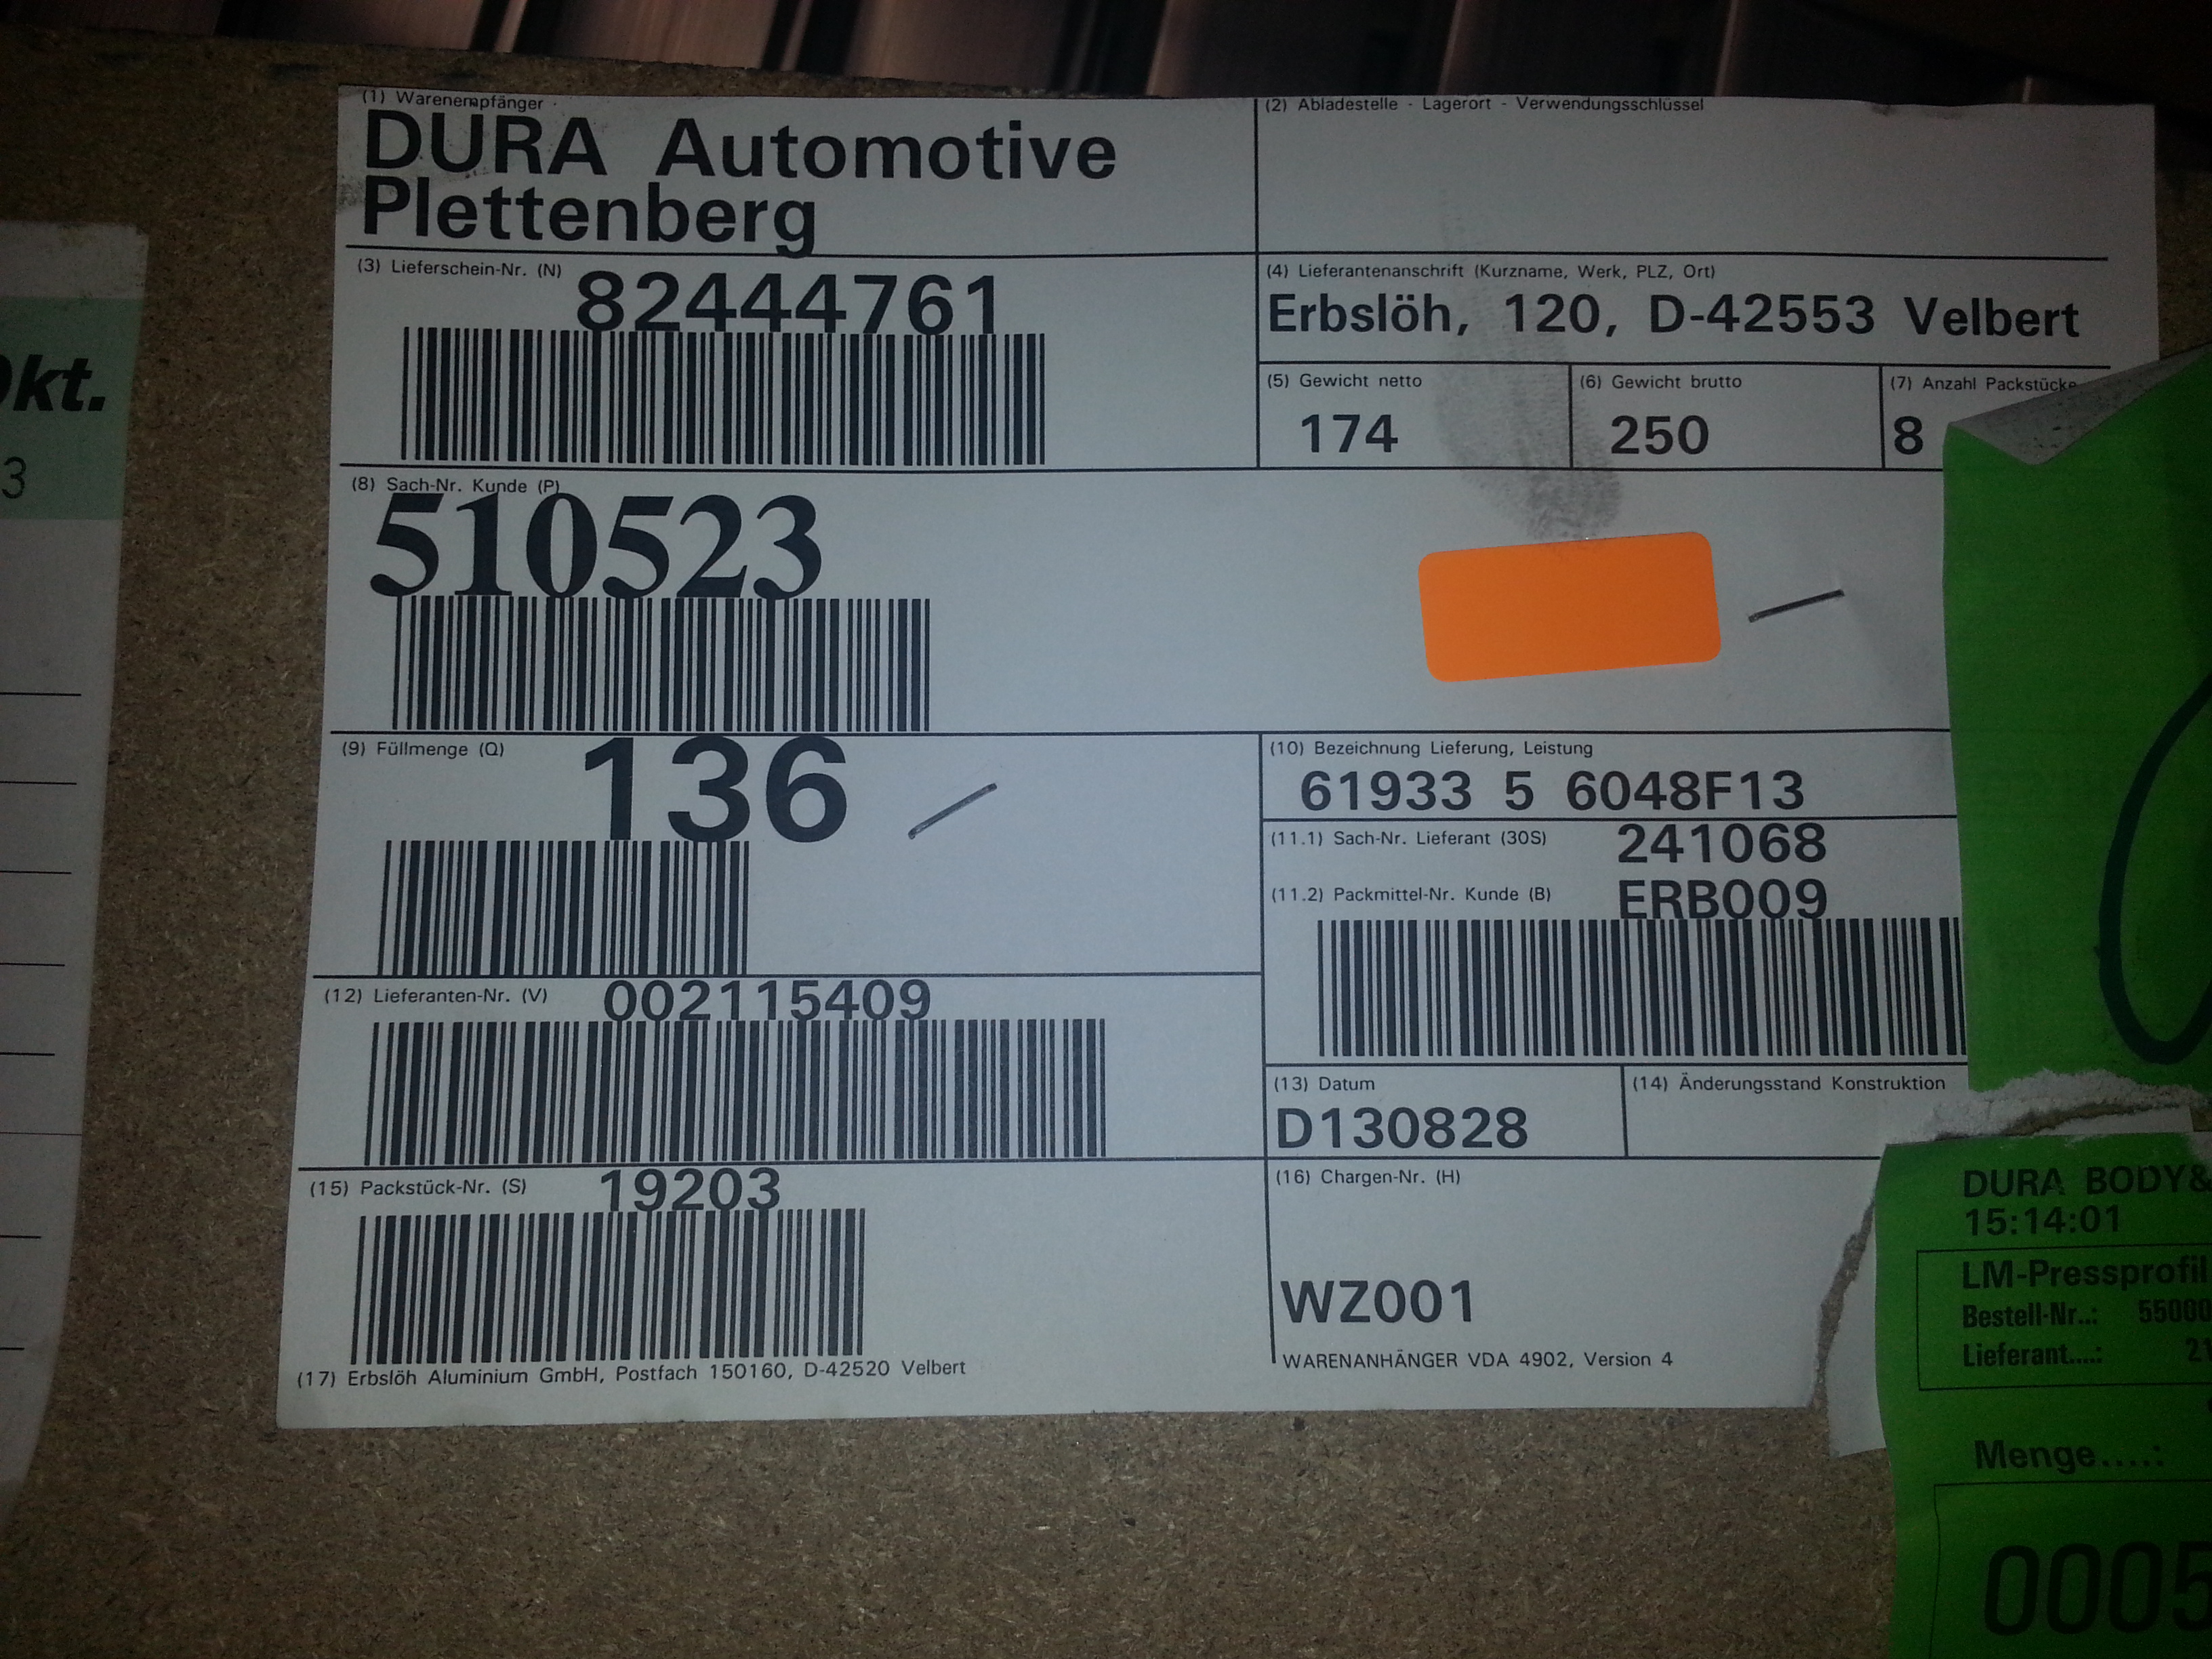 (1) Warenempfänger
DURA Automotive
Plettenberg
(2) Abladestelle - Lagerort - Verwendungsschlüssel
(3) Lieferschein-Nr. (N)
82444761
(4) Lieferantenanschrift (Kurzname, Werk, PLZ, Ort)
Erbslöh, 120, D-42553 Velbert
(5) Gewicht netto
174
(6) Gewicht brutto
250
(7) Anzahl Packstücke
8
(8) Sach-Nr. Kunde (P)
510523
(9) Füllmenge (Q)
136
(10) Bezeichnung Lieferung, Leistung
61933 5 6048F13
(11.1) Sach-Nr. Lieferant (30S) 241068
(11.2) Packmittel-Nr. Kunde (B) ERB009
(12) Lieferanten-Nr. (V) 002115409
(13) Datum
D130828
(14) Änderungsstand Konstruktion
(15) Packstück-Nr. (S) 19203
(16) Chargen-Nr. (H)
WZ001
(17) Erbslöh Aluminium GmbH, Postfach 150160, D-42520 Velbert
WARENANHÄNGER VDA 4902, Version 4
kt.
3
DURA BODY&
15:14:01
LM-Pressprofil
Bestell-Nr..: 55000
Lieferant....: 21
Menge.....:
0005